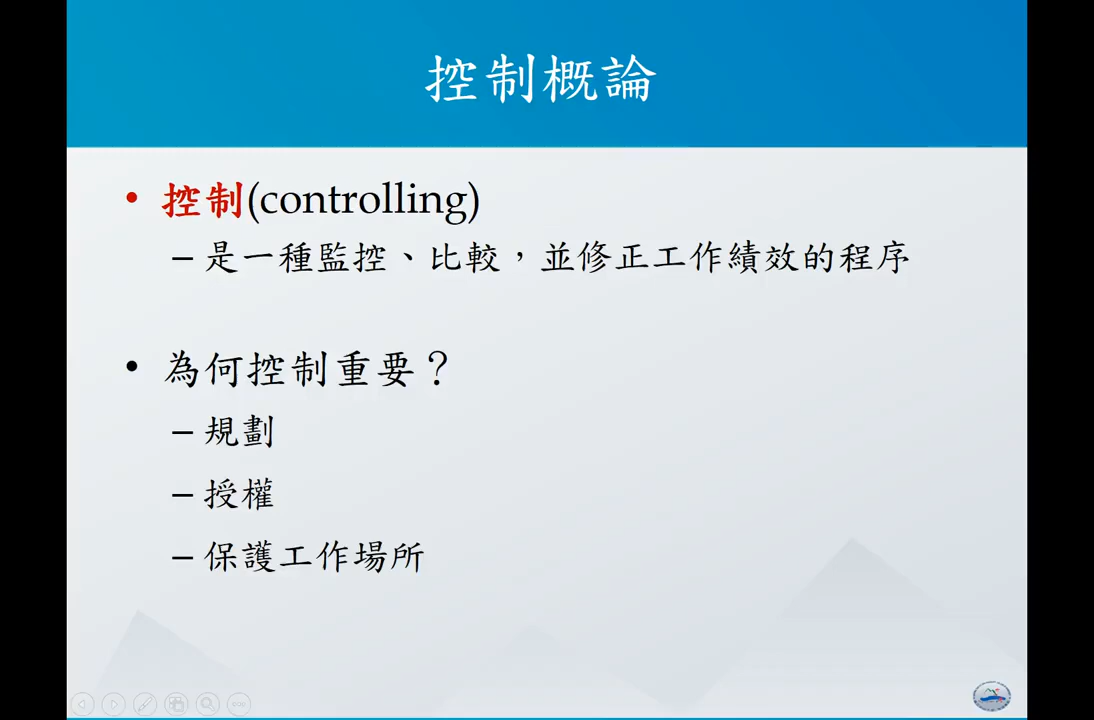 控制概論
• 控制(controlling)
– 是一種監控、比較，並修正工作績效的程序
• 為何控制重要？
– 規劃
– 授權
– 保護工作場所